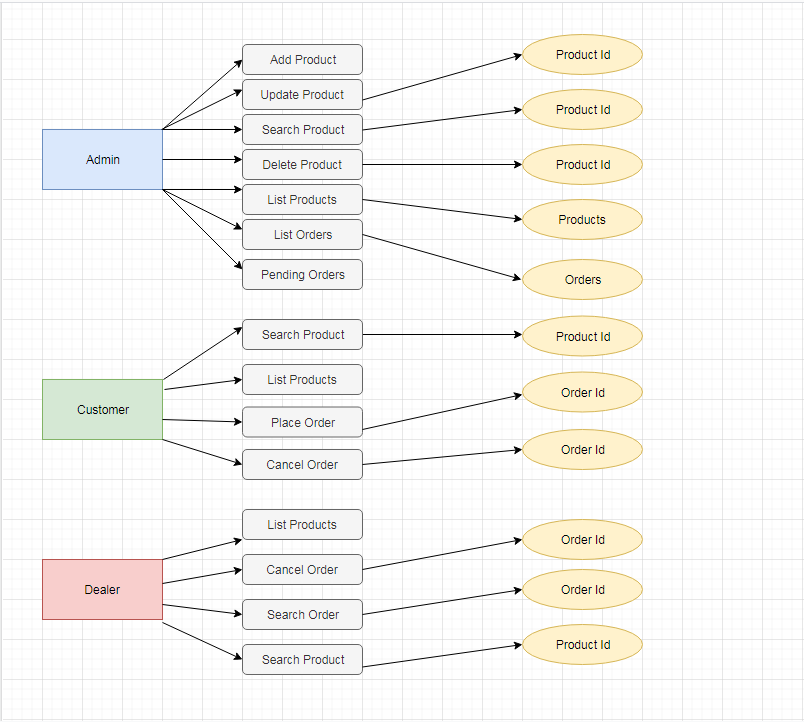 Add Product
Product Id
Update Product
Product Id
Search Product
Admin
Delete Product
Product Id
List Products
Products
List Orders
Pending Orders
Orders
Search Product
Product Id
List Products
Order Id
Customer
Place Order
Order Id
Cancel Order
List Products
Order Id
Cancel Order
Dealer
Order Id
Search Order
Product Id
Search Product